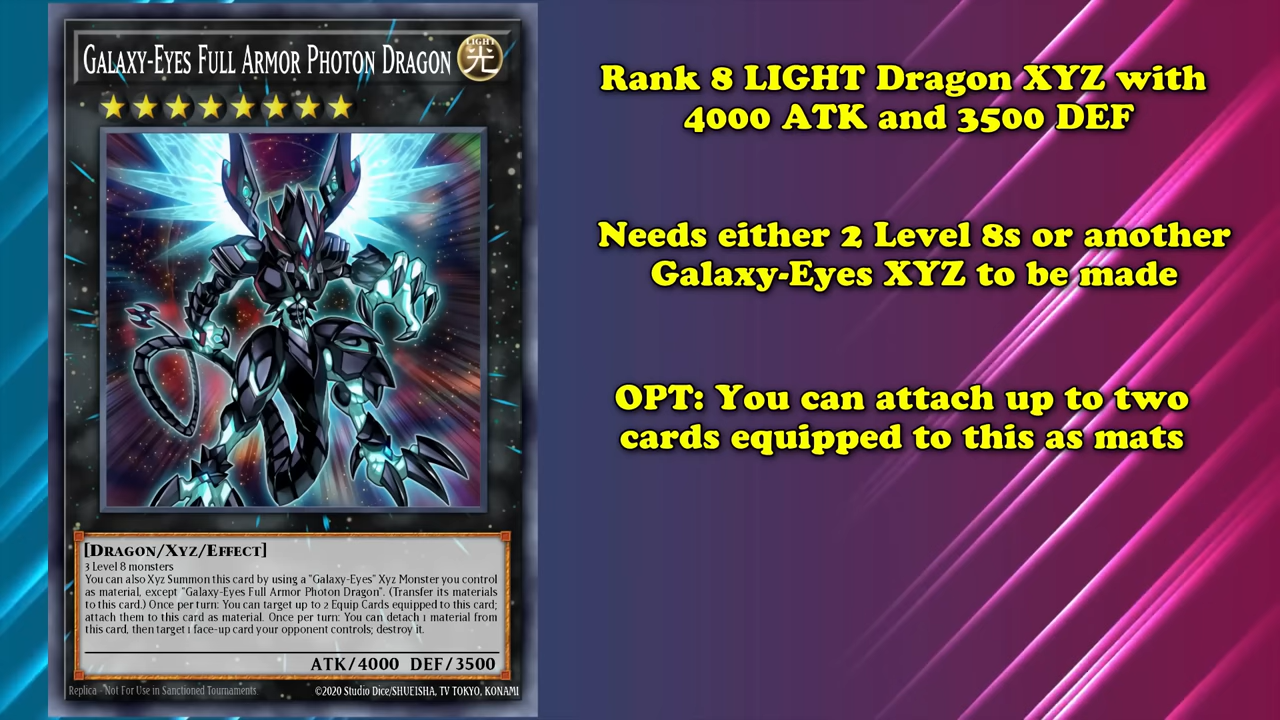 GALAXY-EYES FULL ARMOR PHOTON DRAGON
LIGHT
光
[DRAGON/XYZ/EFFECT]
3 Level 8 monsters
You can also Xyz Summon this card by using a "Galaxy-Eyes" Xyz Monster you control
as material, except "Galaxy-Eyes Full Armor Photon Dragon". (Transfer its materials
to this card.) Once per turn: You can target up to 2 Equip Cards equipped to this card;
attach them to this card as material. Once per turn: You can detach 1 material from
this card, then target 1 face-up card your opponent controls; destroy it.
ATK/4000 DEF/3500
Replica - Not For Use in Sanctioned Tournaments
©2020 Studio Dice/SHUEISHA, TV TOKYO, KONAMI
Rank 8 LIGHT Dragon XYZ with
4000 ATK and 3500 DEF
Needs either 2 Level 8s or another
Galaxy-Eyes XYZ to be made
OPT: You can attach up to two
cards equipped to this as mats